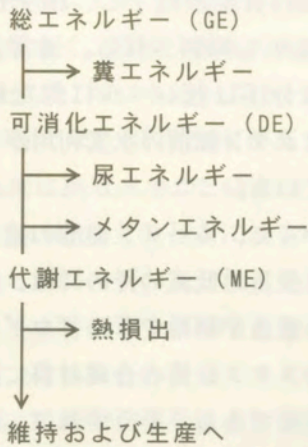 総エネルギー(GE)
糞エネルギー
可消化エネルギー(DE)
尿エネルギー
メタンエネルギー
代謝エネルギー(ME)
熱損出
維持および生産へ